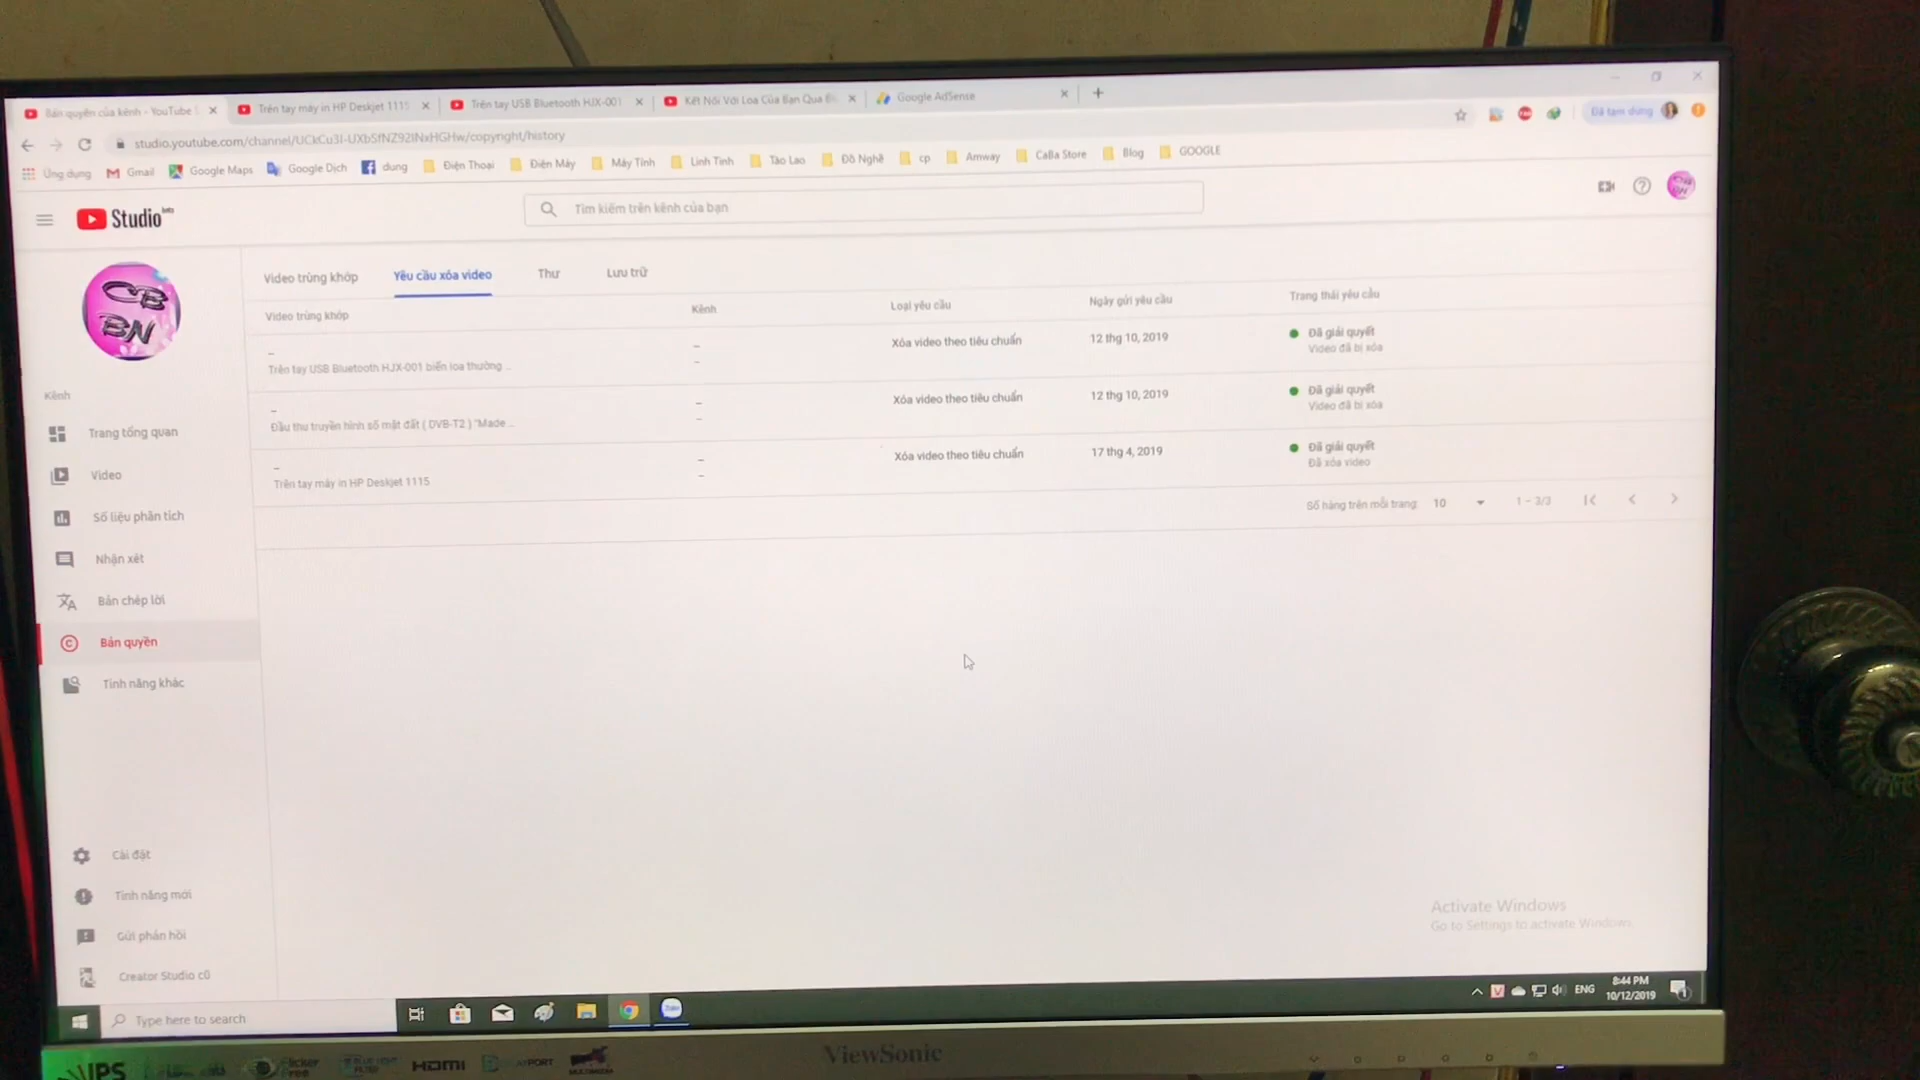 Bản quyền của kênh - YouTube
Trên tay máy in HP Deskjet 1115
Trên tay USB Bluetooth HJX-001
Kết Nối Với Loa Của Bạn Qua
Google AdSense
studio.youtube.com/channel/UCkCu3I-UXbSfNZ92INxHGHw/copyright/history
Đã tạm dừng
Ứng dụng
Gmail
Google Maps
Google Dịch
dung
Điện Thoại
Điện Máy
Máy Tính
Linh Tinh
Tào Lao
Đồ Nghề
cp
Amway
CaBa Store
Blog
GOOGLE
Studio beta
Tìm kiếm trên kênh của bạn
CB
BN
Video trùng khớp
Yêu cầu xóa video
Thư
Lưu trữ
Video trùng khớp
Kênh
Loại yêu cầu
Ngày gửi yêu cầu
Trạng thái yêu cầu
Trên tay USB Bluetooth HJX-001 biến loa thường ...
Xóa video theo tiêu chuẩn
12 thg 10, 2019
Đã giải quyết
Video đã bị xóa
Đầu thu truyền hình số mặt đất ( DVB-T2 ) "Made ...
Xóa video theo tiêu chuẩn
12 thg 10, 2019
Đã giải quyết
Video đã bị xóa
Trên tay máy in HP Deskjet 1115
Xóa video theo tiêu chuẩn
17 thg 4, 2019
Đã giải quyết
Đã xóa video
Số hàng trên mỗi trang:
10
1 – 3/3
Kênh
Trang tổng quan
Video
Số liệu phân tích
Nhận xét
Bản chép lời
Bản quyền
Tính năng khác
Cài đặt
Tính năng mới
Gửi phản hồi
Creator Studio cũ
Activate Windows
Go to Settings to activate Windows.
Type here to search
ENG
8:44 PM
10/12/2019
IPS
HDMI
ViewSonic